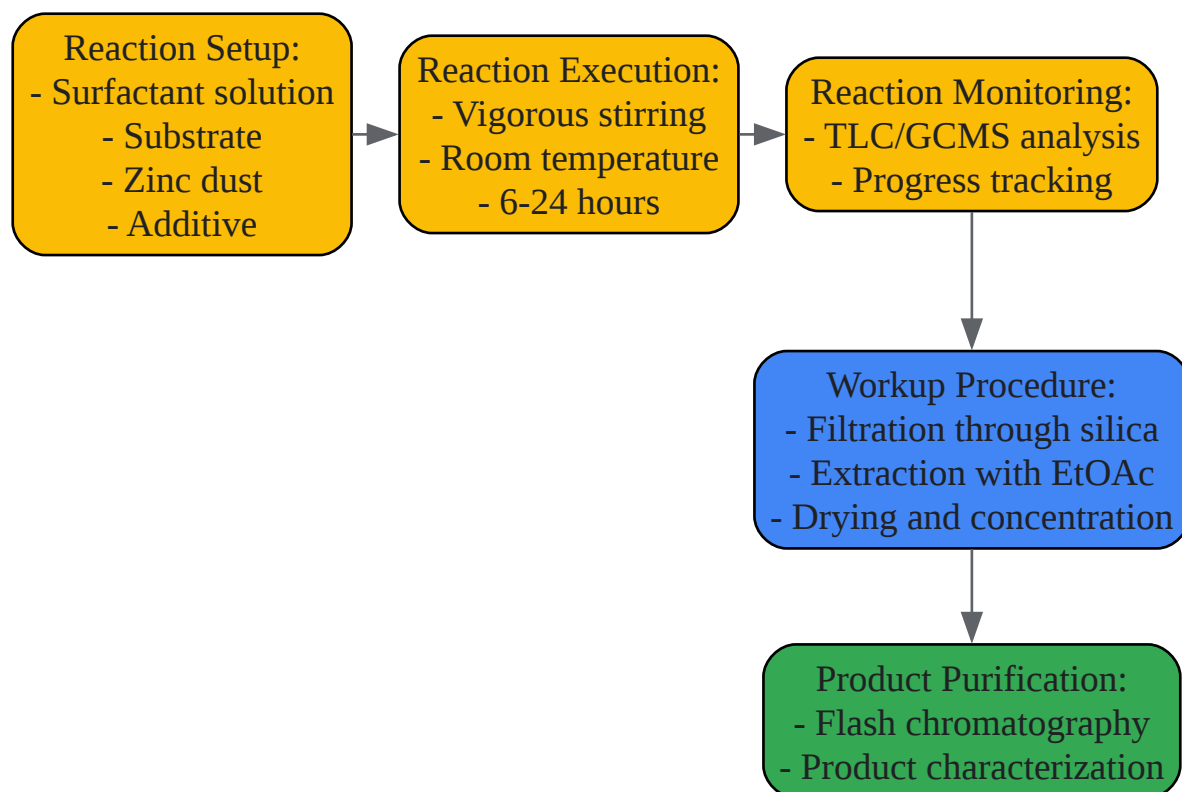 Reaction Setup:
- Surfactant solution
- Substrate
- Zinc dust
- Additive
Reaction Execution:
- Vigorous stirring
- Room temperature
- 6-24 hours
Reaction Monitoring:
- TLC/GCMS analysis
- Progress tracking
Workup Procedure:
- Filtration through silica
- Extraction with EtOAc
- Drying and concentration
Product Purification:
- Flash chromatography
- Product characterization